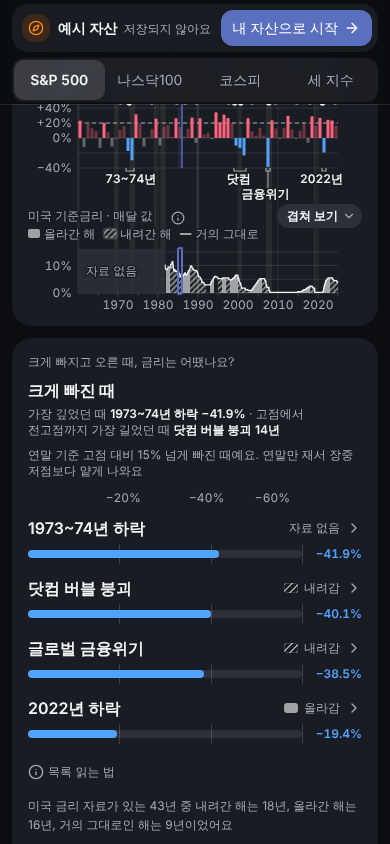 예시 자산 저장되지 않아요 내 자산으로 시작
S&P 500 나스닥100 코스피 세 지수
+40%
+20%
0%
−40%
73~74년 닷컴 2022년
금융위기
미국 기준금리 · 매달 값 겹쳐 보기
올라간 해 내려간 해 거의 그대로
10% 자료 없음
0%
1970 1980 1990 2000 2010 2020
크게 빠지고 오른 때, 금리는 어땠나요?
크게 빠진 때
가장 깊었던 때 1973~74년 하락 −41.9% · 고점에서
전고점까지 가장 길었던 때 닷컴 버블 붕괴 14년
연말 기준 고점 대비 15% 넘게 빠진 때예요. 연말만 재서 장중
저점보다 얕게 나와요
−20% −40% −60%
1973~74년 하락 자료 없음
−41.9%
닷컴 버블 붕괴 내려감
−40.1%
글로벌 금융위기 내려감
−38.5%
2022년 하락 올라감
−19.4%
목록 읽는 법
미국 금리 자료가 있는 43년 중 내려간 해는 18년, 올라간 해는
16년, 거의 그대로인 해는 9년이었어요